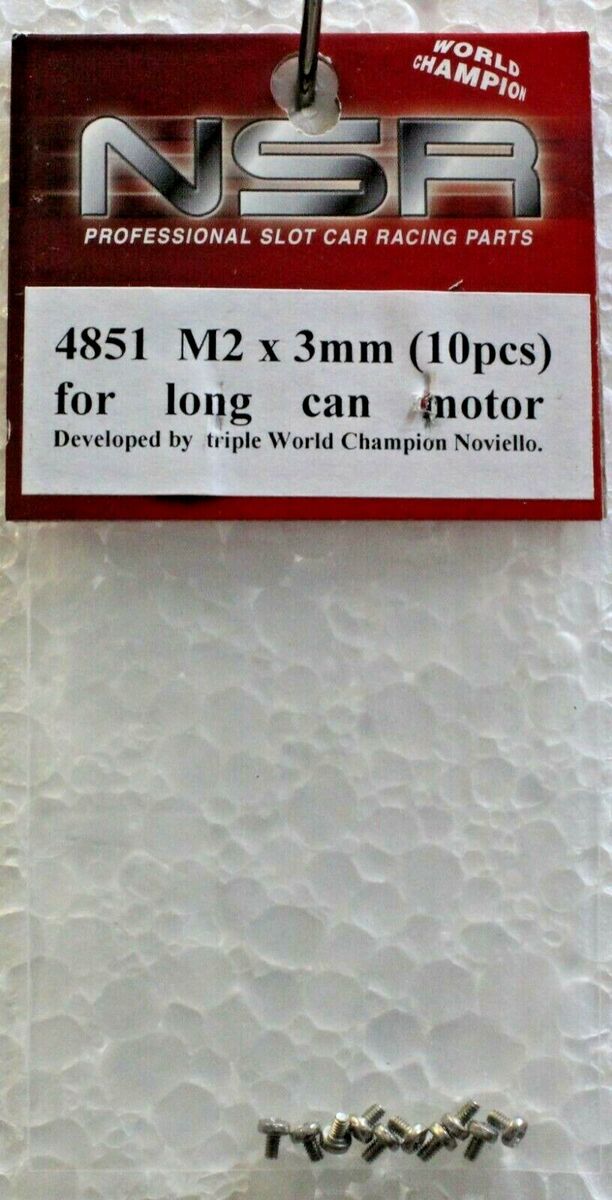 WORLD
CHAMPION
NSR
PROFESSIONAL SLOT CAR RACING PARTS
4851 M2 x 3mm (10pcs)
for long can motor
Developed by triple World Champion Noviello.